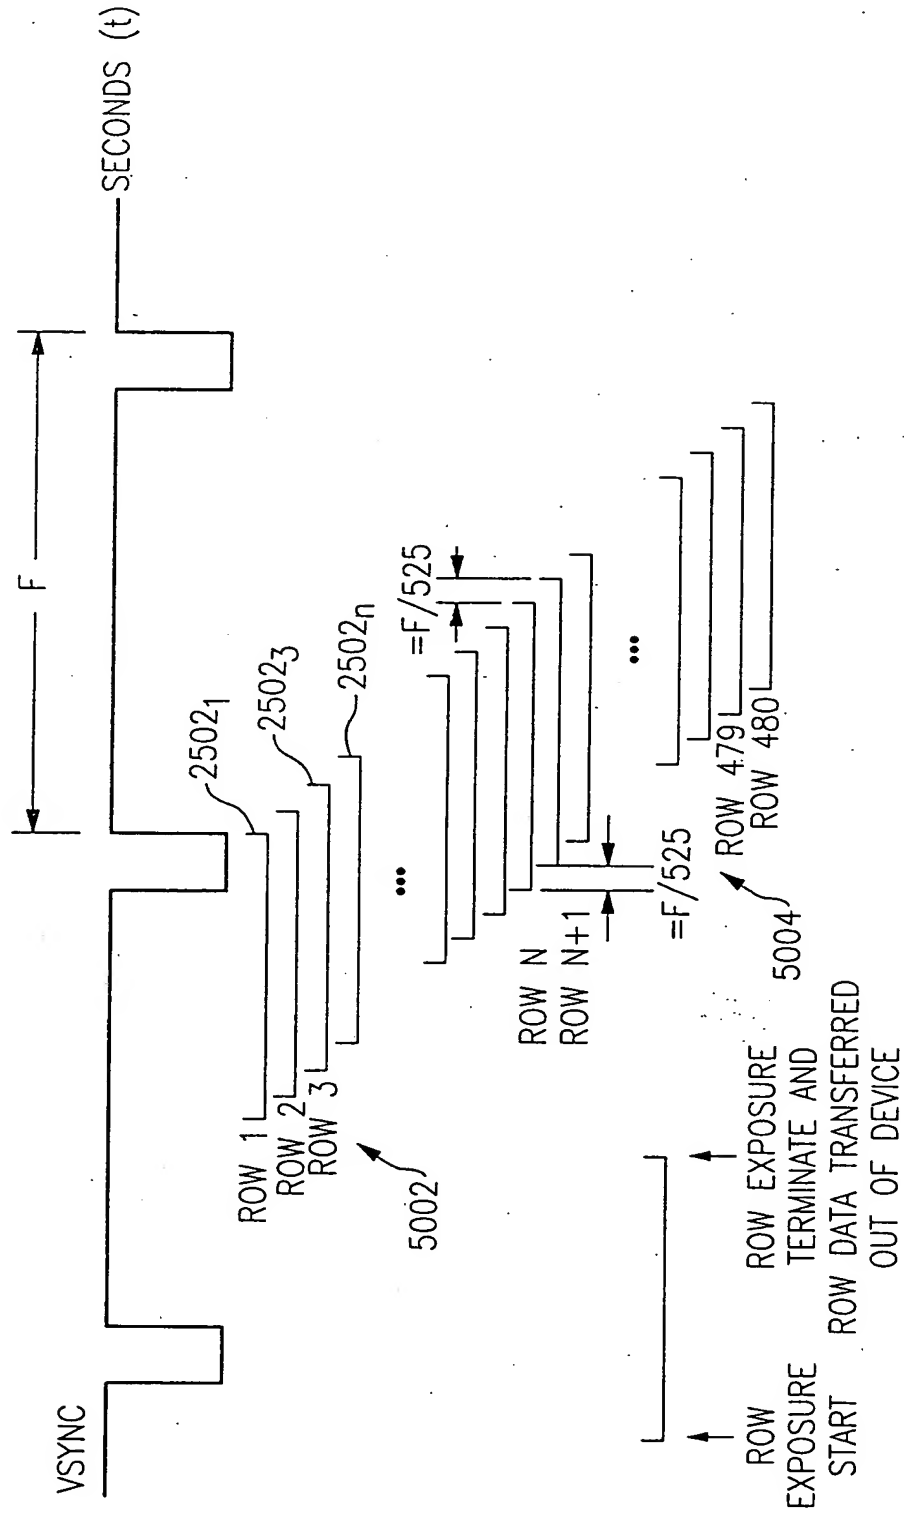 VSYNC
SECONDS (t)
F
2502₁
2502₃
2502ₙ
ROW 1
ROW 2
ROW 3
5002
•••
=F/525
ROW N
ROW N+1
=F/525
•••
ROW 479
ROW 480
5004
ROW
EXPOSURE
START
ROW EXPOSURE
TERMINATE AND
ROW DATA TRANSFERRED
OUT OF DEVICE